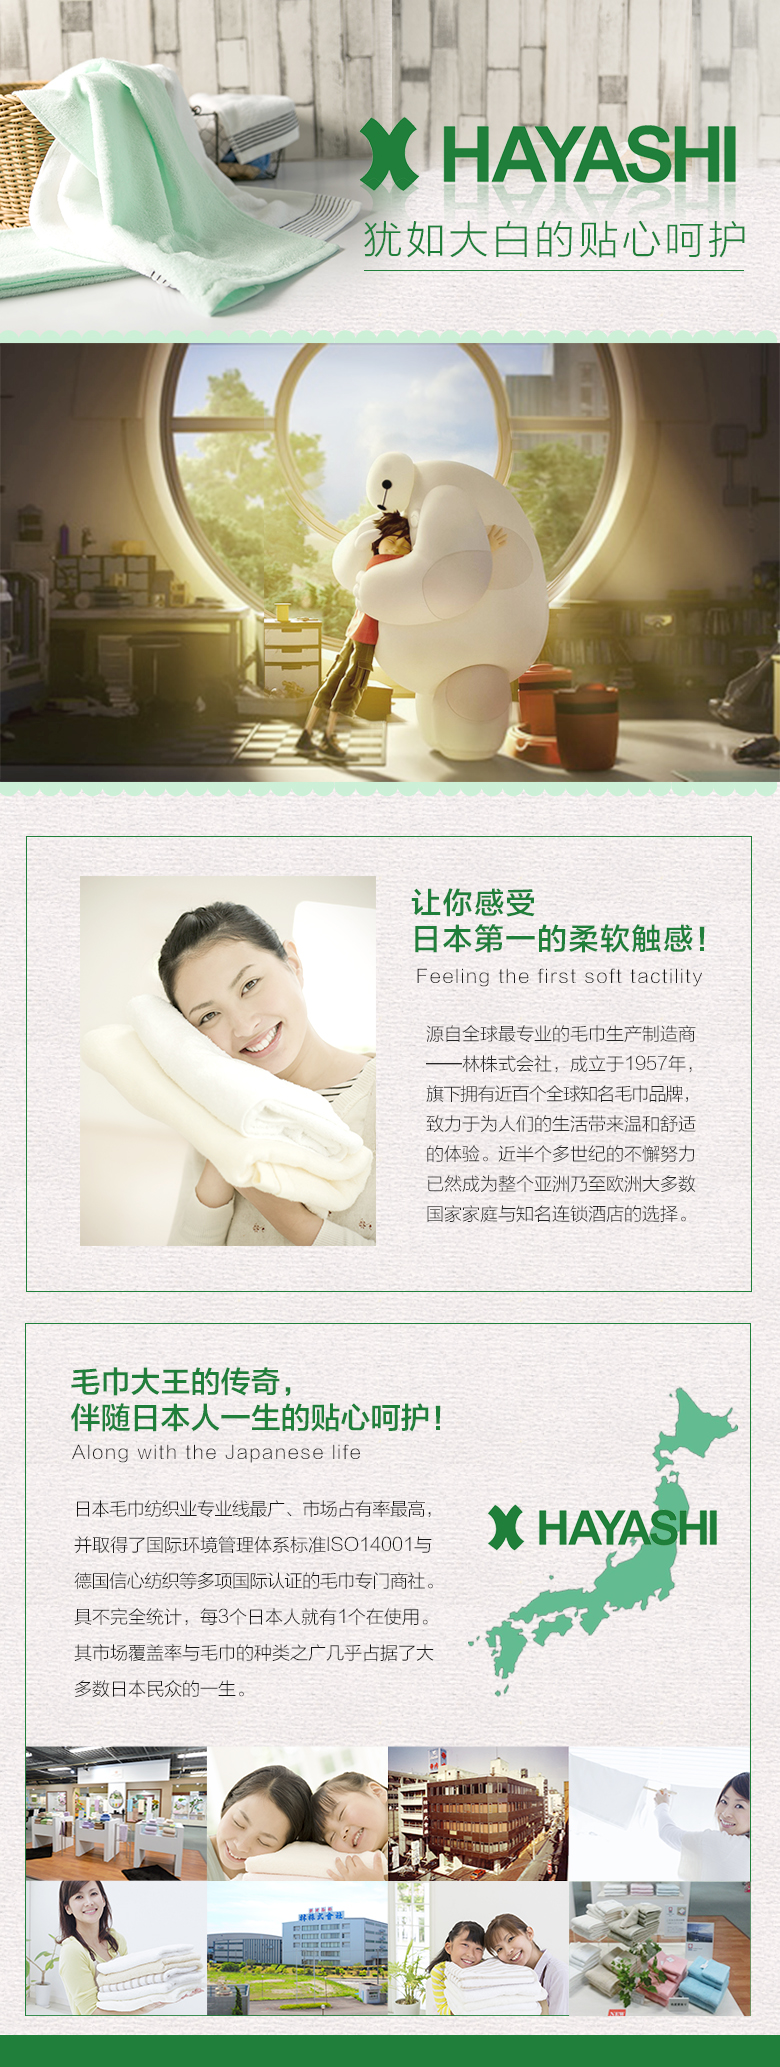 HAYASHI
犹如大白的贴心呵护
让你感受
日本第一的柔软触感！
Feeling the first soft tactility
源自全球最专业的毛巾生产制造商
——林株式会社，成立于1957年，
旗下拥有近百个全球知名毛巾品牌，
致力于为人们的生活带来温和舒适
的体验。近半个多世纪的不懈努力
已然成为整个亚洲乃至欧洲大多数
国家家庭与知名连锁酒店的选择。
毛巾大王的传奇，
伴随日本人一生的贴心呵护！
Along with the Japanese life
日本毛巾纺织业专业线最广、市场占有率最高，
并取得了国际环境管理体系标准ISO14001与
德国信心纺织等多项国际认证的毛巾专门商社。
具不完全统计，每3个日本人就有1个在使用。
其市场覆盖率与毛巾的种类之广几乎占据了大
多数日本民众的一生。
HAYASHI
林株式会社